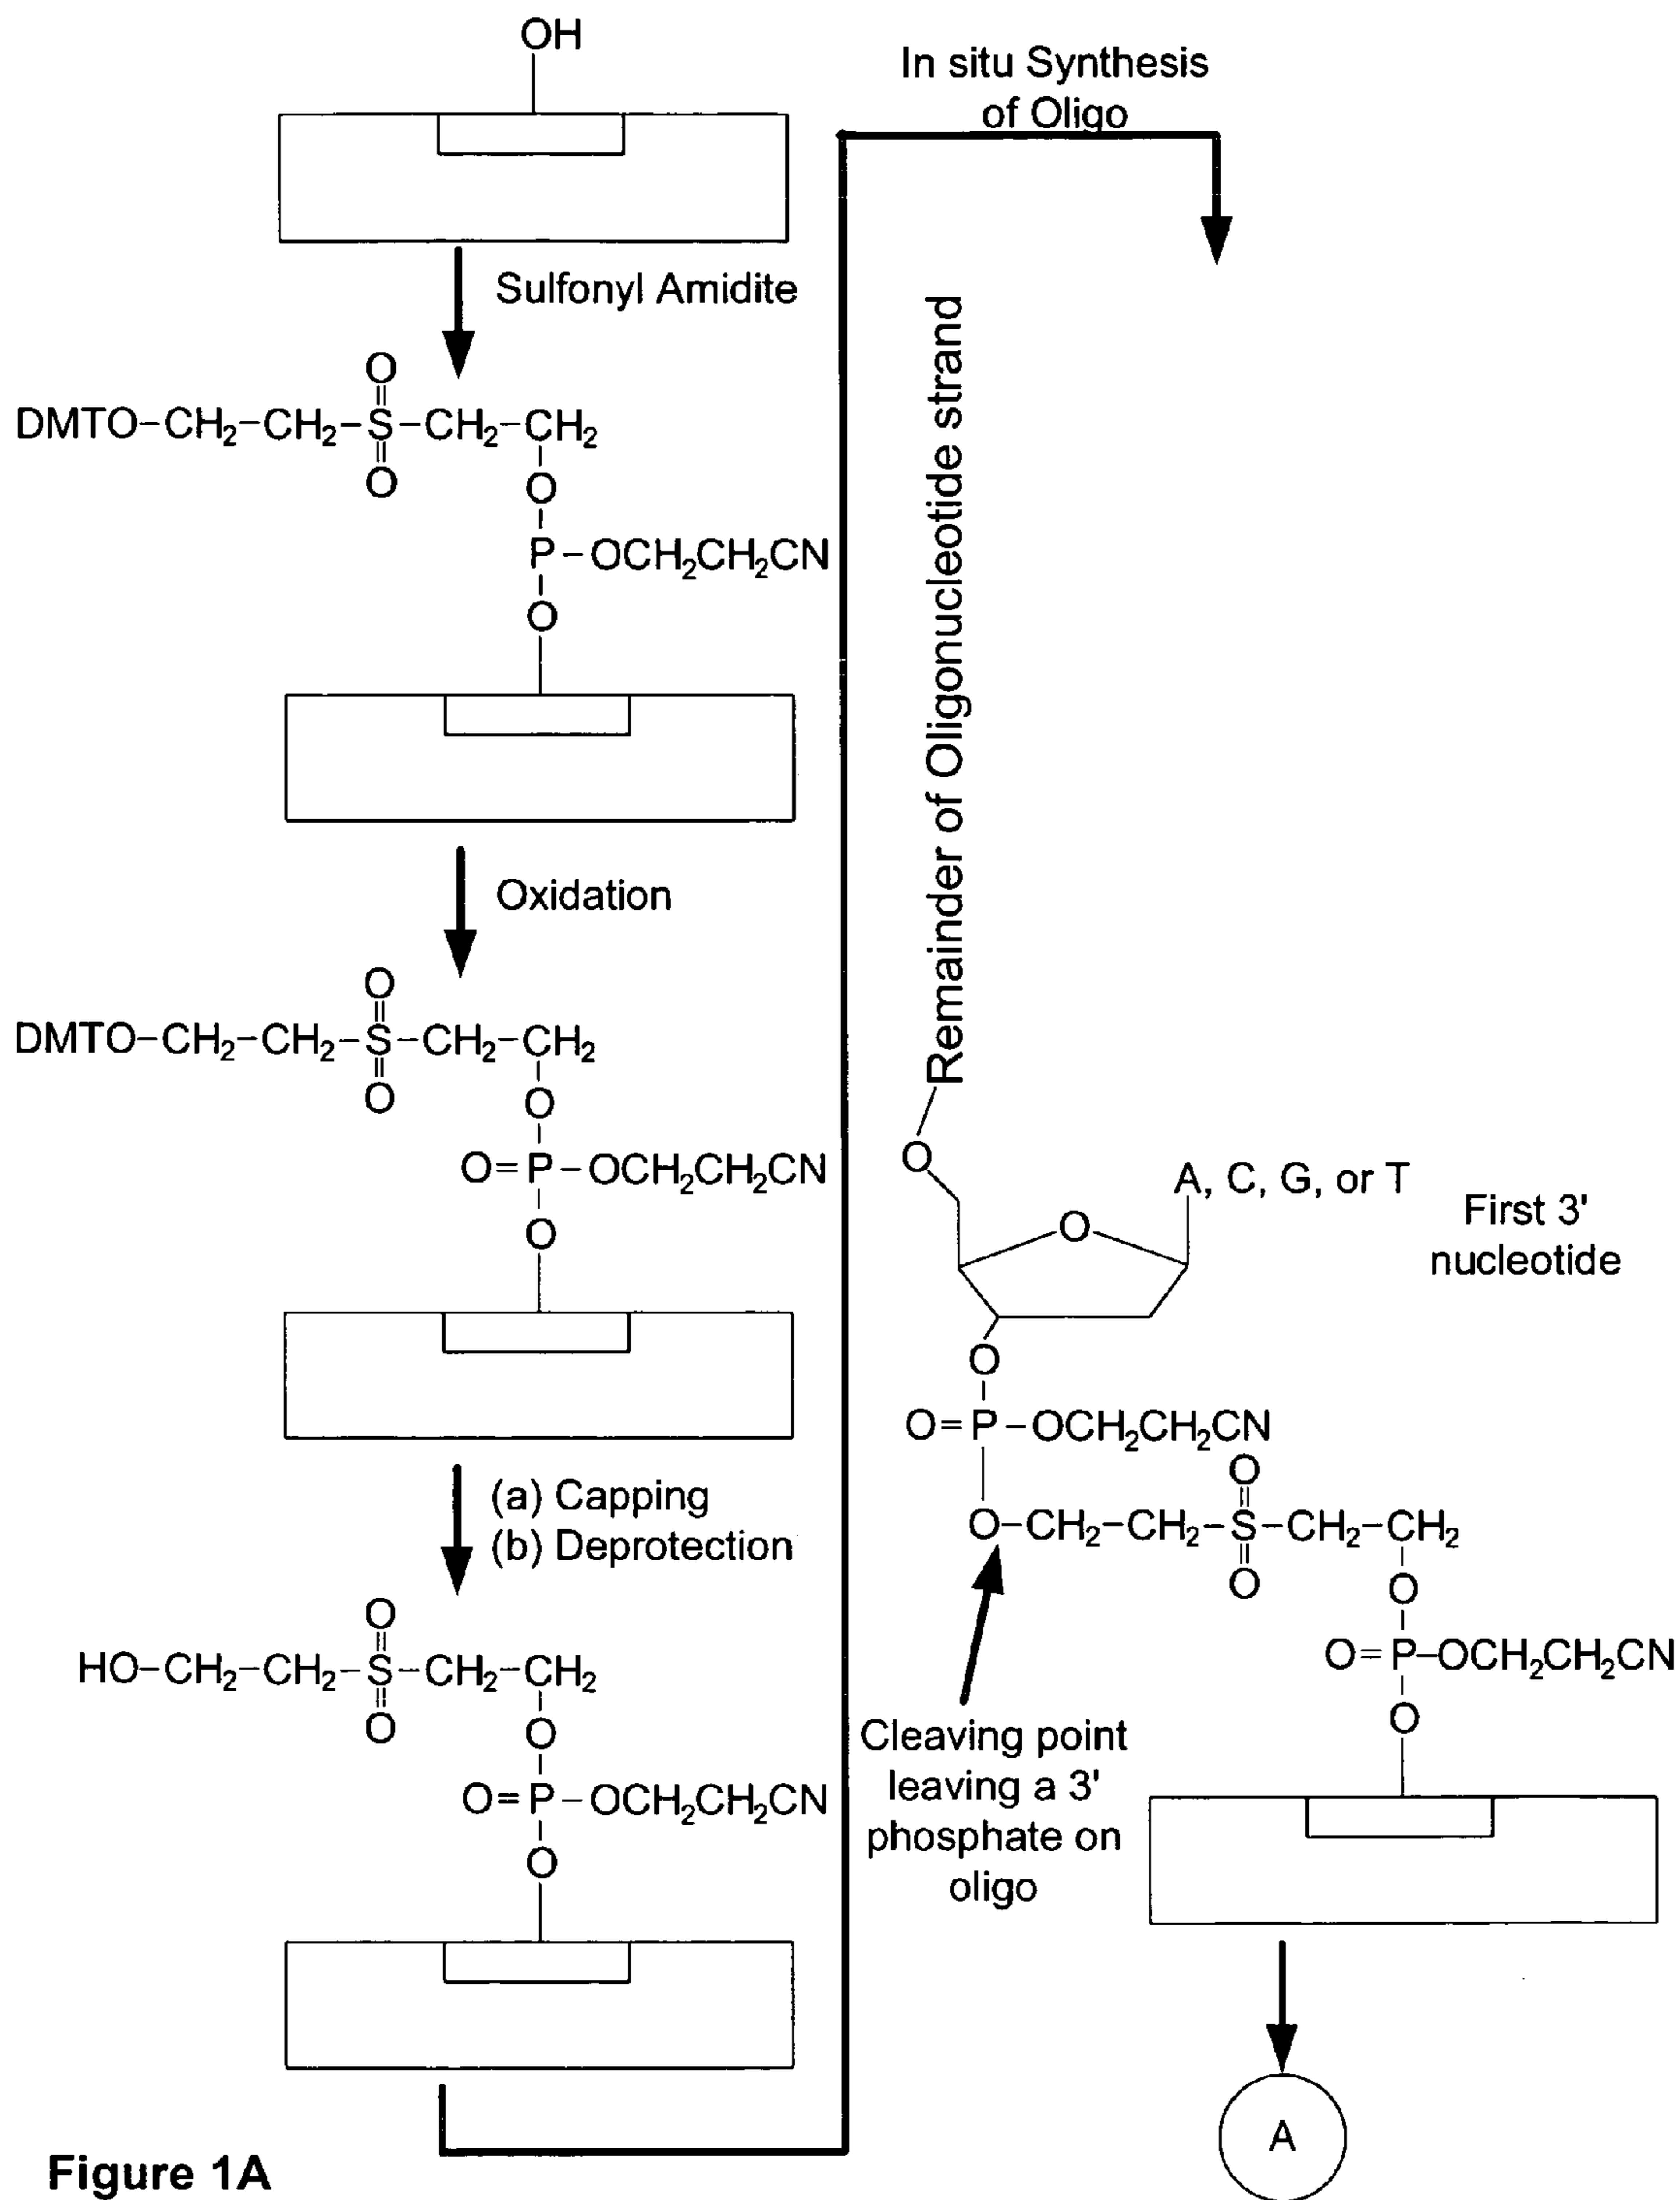 OH
Sulfonyl Amidite
O
DMTO-CH₂-CH₂-S-CH₂-CH₂
O
O
P-OCH₂CH₂CN
O
Oxidation
O
DMTO-CH₂-CH₂-S-CH₂-CH₂
O
O
O=P-OCH₂CH₂CN
O
(a) Capping
(b) Deprotection
O
HO-CH₂-CH₂-S-CH₂-CH₂
O
O
O=P-OCH₂CH₂CN
O
In situ Synthesis
of Oligo
Remainder of Oligonucleotide strand
O
A, C, G, or T
O
First 3'
nucleotide
O
O=P-OCH₂CH₂CN
O
O-CH₂-CH₂-S-CH₂-CH₂
O
O
O=P-OCH₂CH₂CN
O
Cleaving point
leaving a 3'
phosphate on
oligo
A
Figure 1A